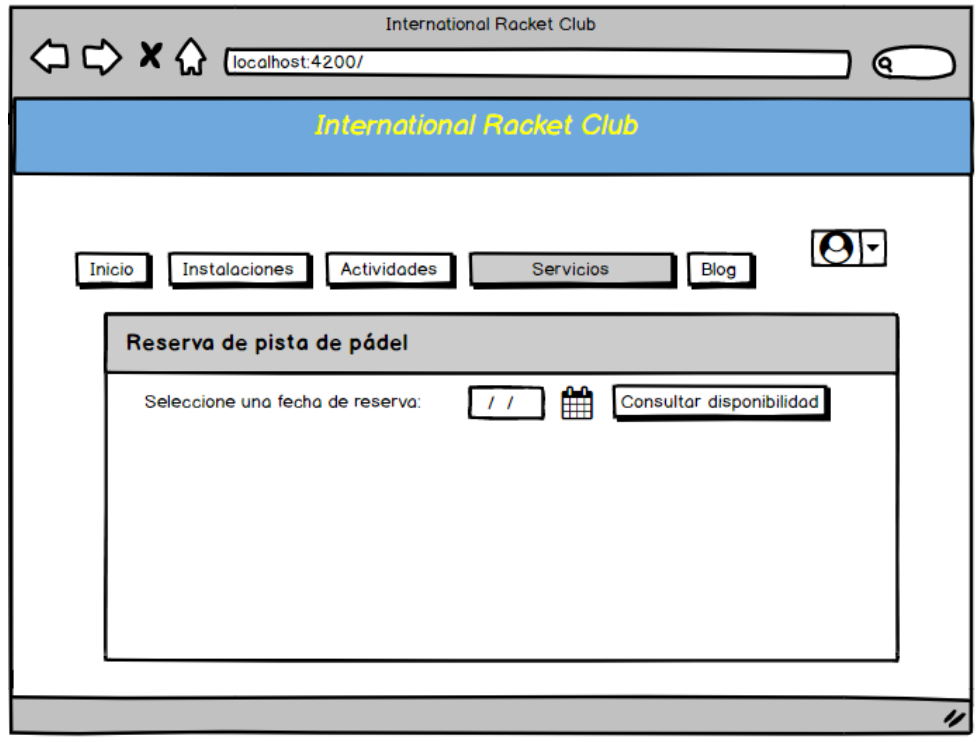 International Racket Club
localhost:4200/
International Racket Club
Inicio Instalaciones Actividades Servicios Blog
Reserva de pista de pádel
Seleccione una fecha de reserva: / / Consultar disponibilidad